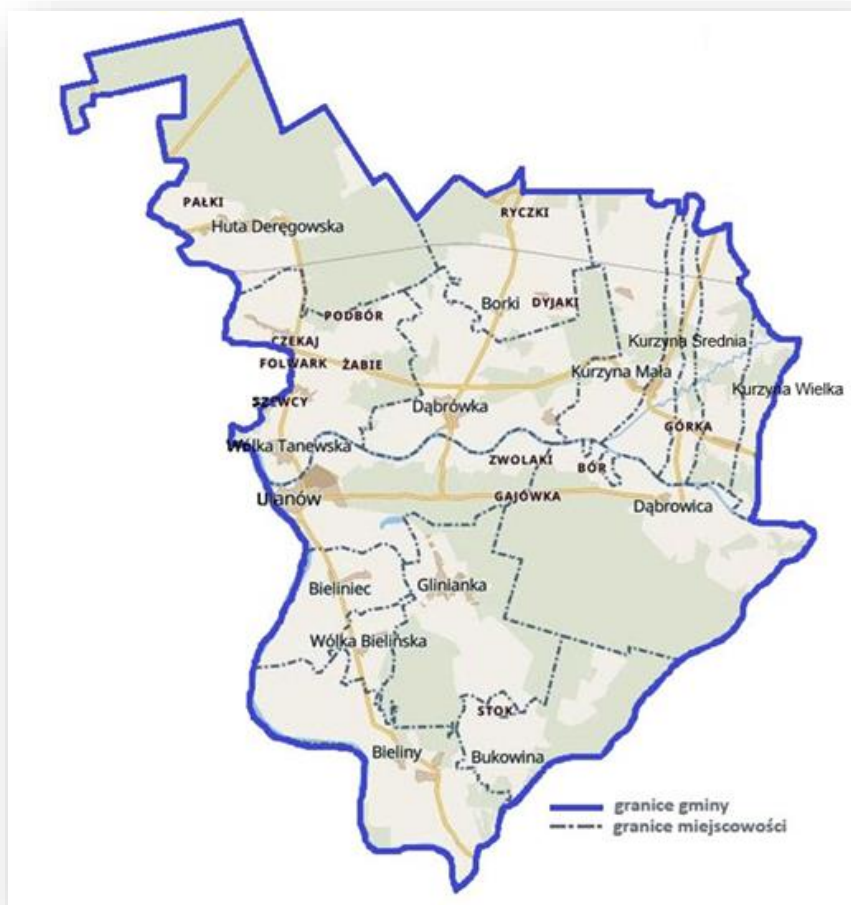 PAŁKI
RYCZKI
Huta Deręgowska
Borki
DYJAKI
PODBÓR
CZEKAJ
Kurzyna Średnia
FOLWARK
ŻABIE
Kurzyna Mała
Kurzyna Wielka
SZEWCY
Dąbrówka
GÓRKA
Wólka Tanewska
ZWOLAKI
BÓR
Ulanów
GAJÓWKA
Dąbrowica
Bieliniec
Glinianka
Wólka Bielińska
STOK
Bieliny
Bukowina
granice gminy
granice miejscowości